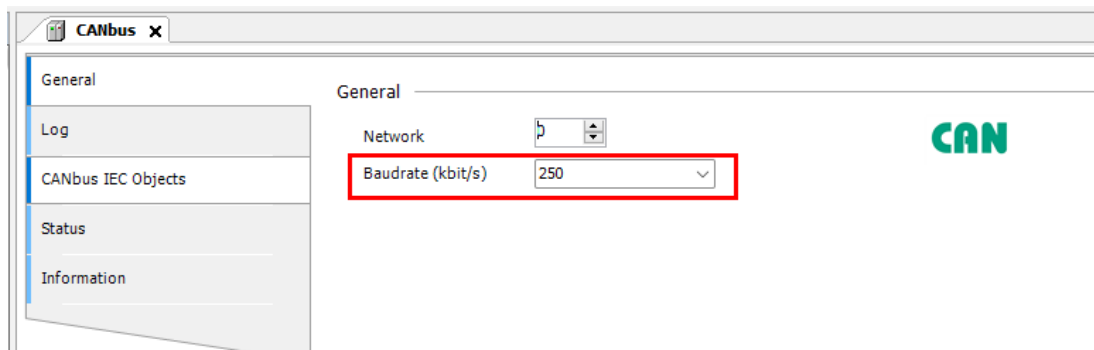 CANbus x
General
Log
CANbus IEC Objects
Status
Information
General
Network
CAN
Baudrate (kbit/s) 250